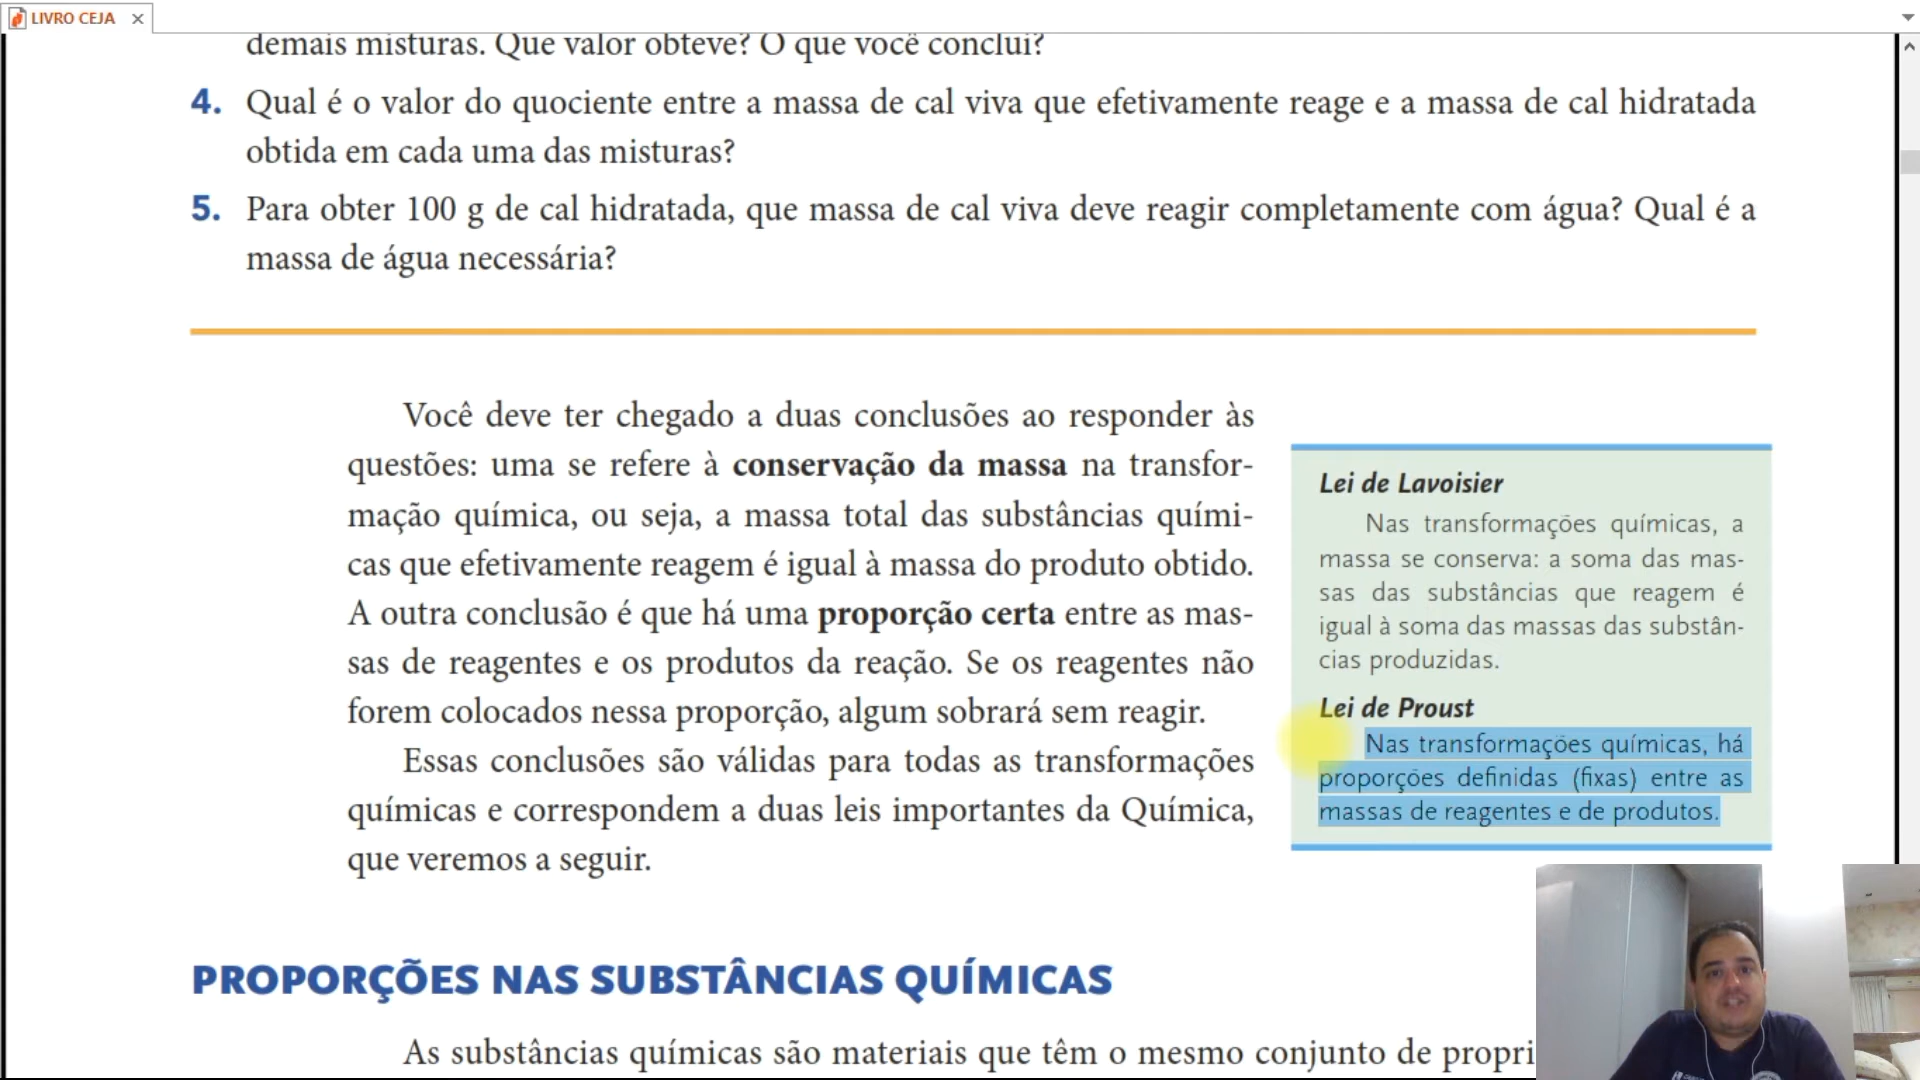 LIVRO CEJA
demais misturas. Que valor obteve? O que você conclui?
4. Qual é o valor do quociente entre a massa de cal viva que efetivamente reage e a massa de cal hidratada
obtida em cada uma das misturas?
5. Para obter 100 g de cal hidratada, que massa de cal viva deve reagir completamente com água? Qual é a
massa de água necessária?
Você deve ter chegado a duas conclusões ao responder às
questões: uma se refere à conservação da massa na transfor-
mação química, ou seja, a massa total das substâncias quími-
cas que efetivamente reagem é igual à massa do produto obtido.
A outra conclusão é que há uma proporção certa entre as mas-
sas de reagentes e os produtos da reação. Se os reagentes não
forem colocados nessa proporção, algum sobrará sem reagir.
Essas conclusões são válidas para todas as transformações
químicas e correspondem a duas leis importantes da Química,
que veremos a seguir.
Lei de Lavoisier
Nas transformações químicas, a
massa se conserva: a soma das mas-
sas das substâncias que reagem é
igual à soma das massas das substân-
cias produzidas.
Lei de Proust
Nas transformações químicas, há
proporções definidas (fixas) entre as
massas de reagentes e de produtos.
PROPORÇÕES NAS SUBSTÂNCIAS QUÍMICAS
As substâncias químicas são materiais que têm o mesmo conjunto de propri